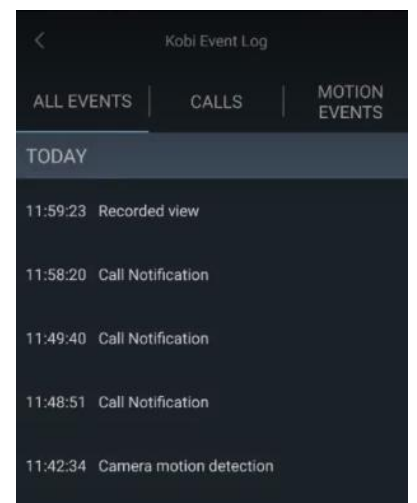 Kobi Event Log
ALL EVENTS
CALLS
MOTION
EVENTS
TODAY
11:59:23 Recorded view
11:58:20 Call Notification
11:49:40 Call Notification
11:48:51 Call Notification
11:42:34 Camera motion detection